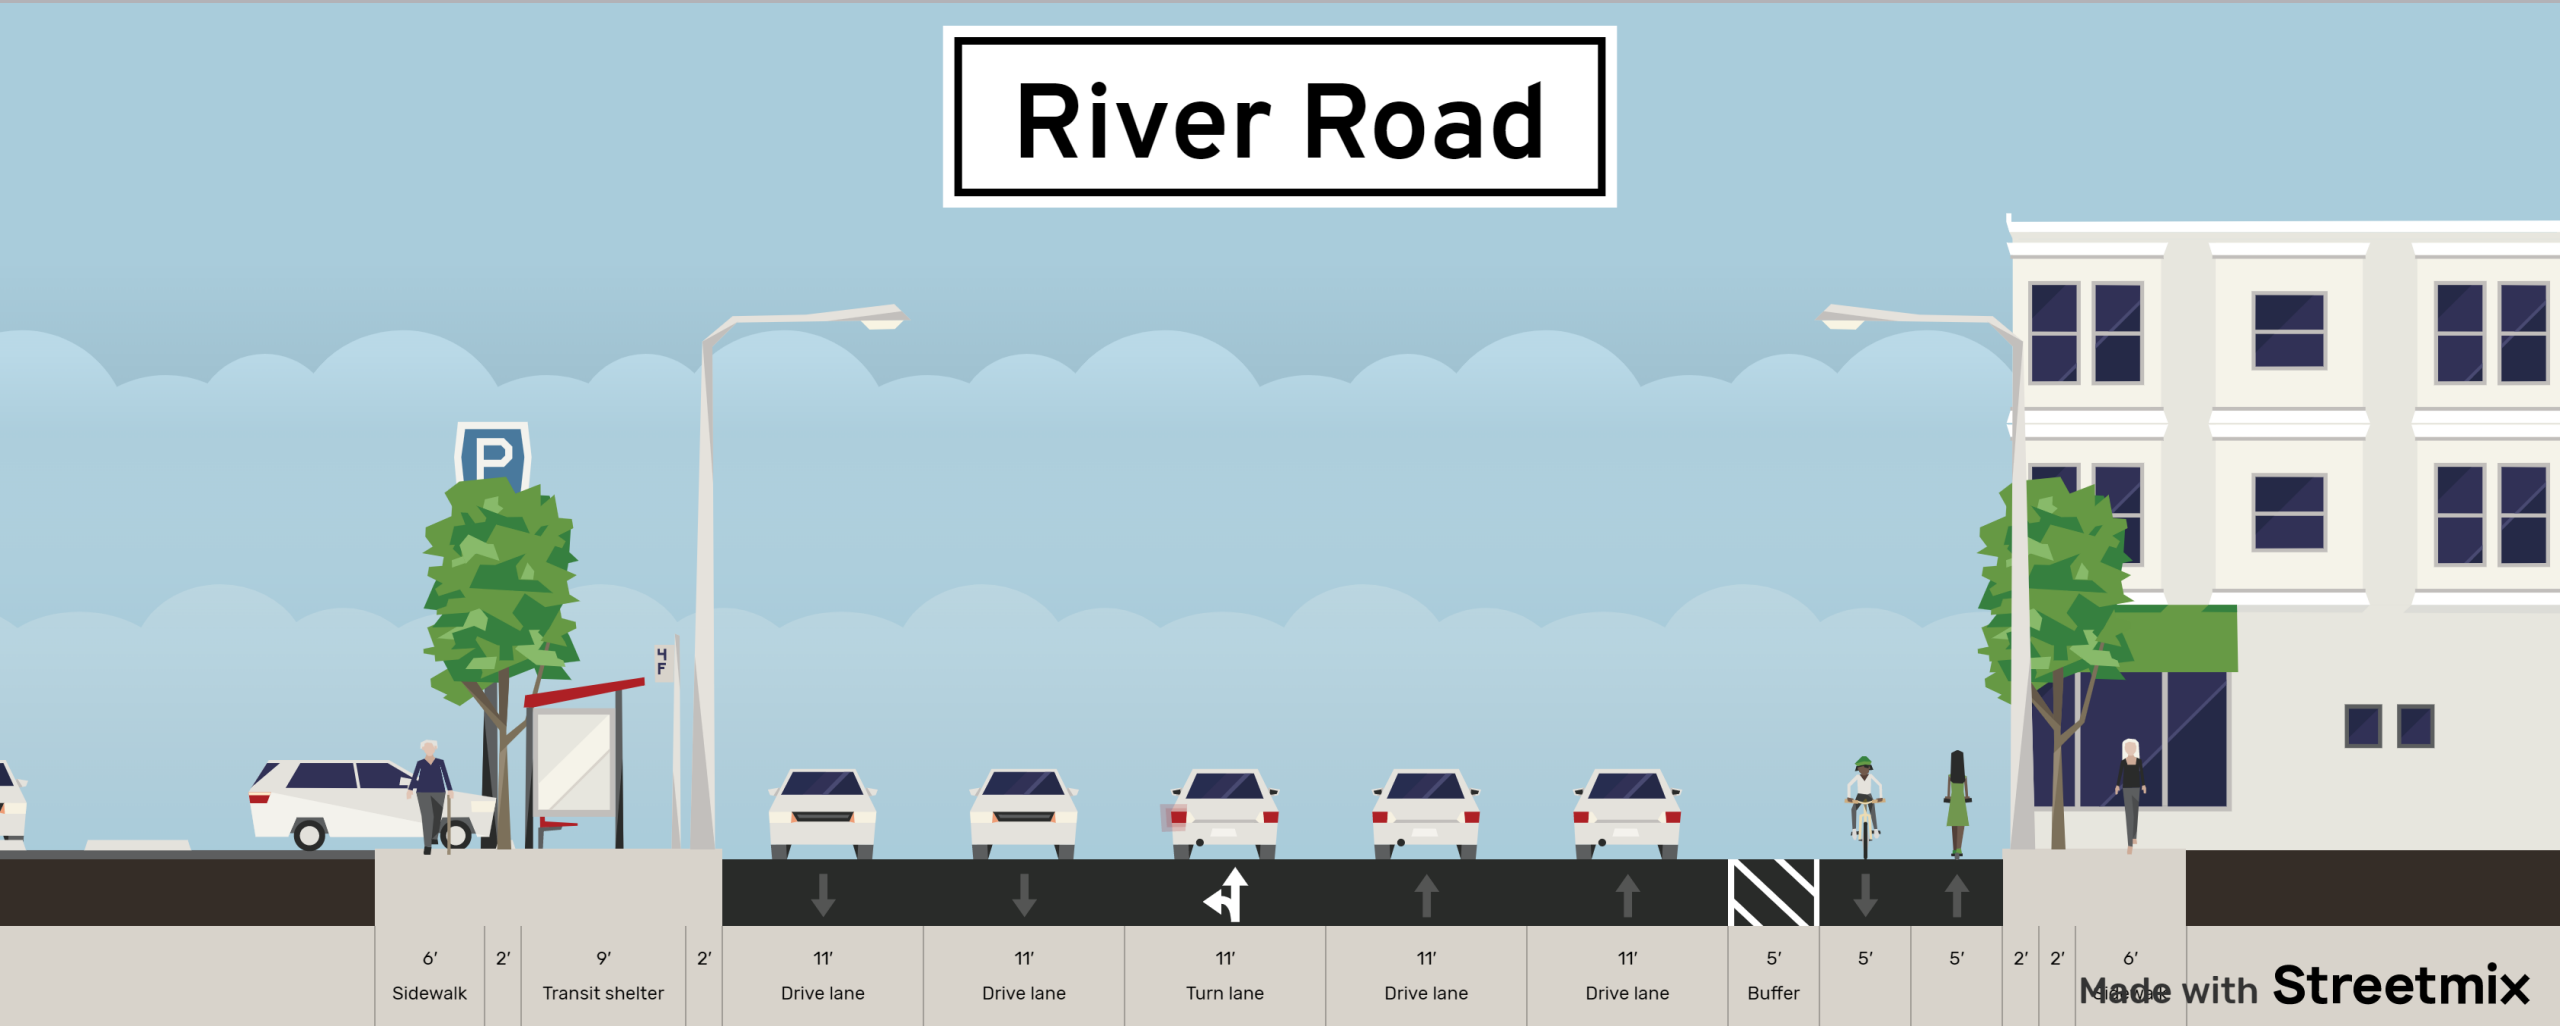 River Road
P
6' 2' 9' 2' 11' 11' 11' 11' 11' 5' 5' 5' 2' 2' 6'
Sidewalk Transit shelter Drive lane Drive lane Turn lane Drive lane Drive lane Buffer Sidewalk
Made with Streetmix